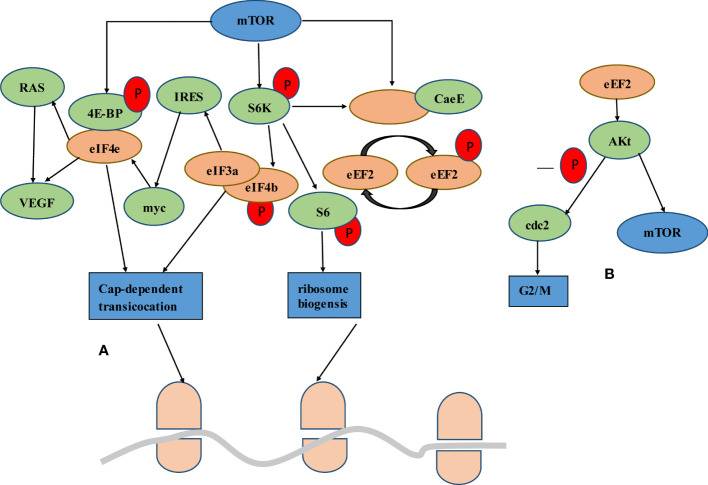 mTOR
RAS
4E-BP
P
eIF4e
VEGF
IRES
myc
eIF3a
eIF4b
P
S6K
P
S6
P
CaeE
eEF2
eEF2
P
Cap-dependent
transicocation
ribosome
biogensis
A
eEF2
AKt
— P
cdc2
mTOR
G2/M
B